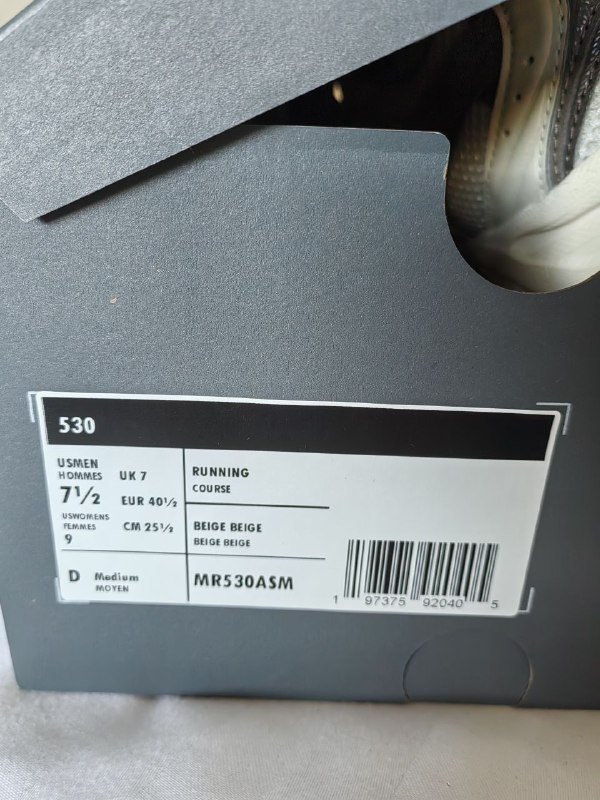 530
USMEN
HOMMES
7½
USWOMENS
FEMMES
9
UK 7
EUR 40½
CM 25½
RUNNING
COURSE
BEIGE BEIGE
BEIGE BEIGE
D Medium
MOYEN
MR530ASM
1 97375 92040 5